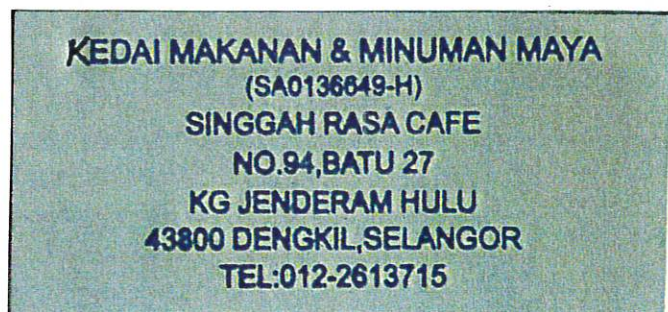 KEDAI MAKANAN & MINUMAN MAYA
(SA0136649-H)
SINGGAH RASA CAFE
NO.94,BATU 27
KG JENDERAM HULU
43800 DENGKIL,SELANGOR
TEL:012-2613715